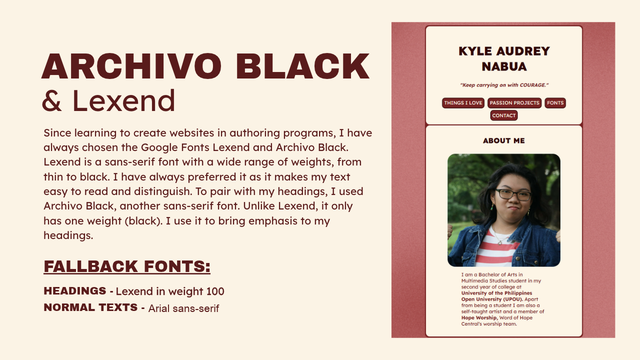 ARCHIVO BLACK
& Lexend
Since learning to create websites in authoring programs, I have
always chosen the Google Fonts Lexend and Archivo Black.
Lexend is a sans-serif font with a wide range of weights, from
thin to black. I have always preferred it as it makes my text
easy to read and distinguish. To pair with my headings, I used
Archivo Black, another sans-serif font. Unlike Lexend, it only
has one weight (black). I use it to bring emphasis to my
headings.
FALLBACK FONTS:
HEADINGS - Lexend in weight 100
NORMAL TEXTS - Arial sans-serif
KYLE AUDREY
NABUA
"Keep carrying on with COURAGE."
THINGS I LOVE PASSION PROJECTS FONTS
CONTACT
ABOUT ME
I am a Bachelor of Arts in
Multimedia Studies student in my
second year of college at
University of the Philippines
Open University (UPOU). Apart
from being a student I am also a
self-taught artist and a member of
Hope Worship, Word of Hope
Central's worship team.